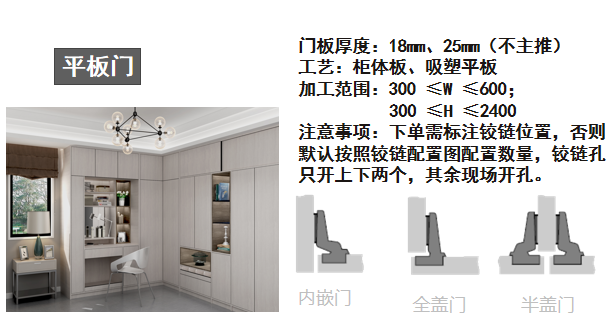 平板门
门板厚度：18mm、25mm（不主推）
工艺：柜体板、吸塑平板
加工范围：300 ≤W ≤600；
300 ≤H ≤2400
注意事项：下单需标注铰链位置，否则
默认按照铰链配置图配置数量，铰链孔
只开上下两个，其余现场开孔。
内嵌门
全盖门
半盖门